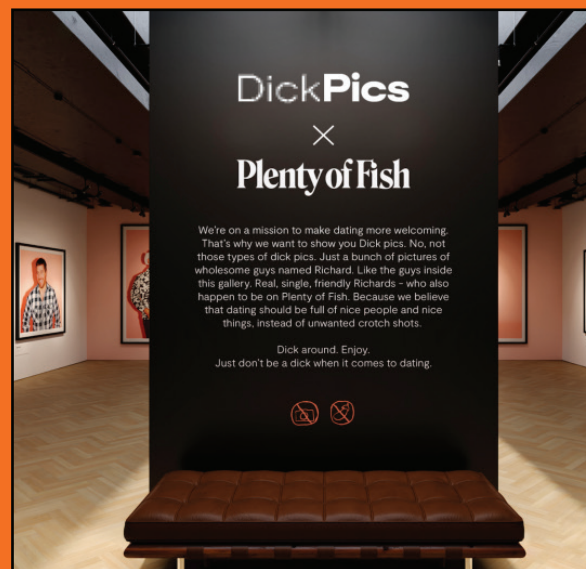 DickPics
×
Plenty of Fish
We're on a mission to make dating more welcoming.
That's why we want to show you Dick pics. No, not
those types of dick pics. Just a bunch of pictures of
wholesome guys named Richard. Like the guys inside
this gallery. Real, single, friendly Richards – who also
happen to be on Plenty of Fish. Because we believe
that dating should be full of nice people and nice
things, instead of unwanted crotch shots.
Dick around. Enjoy.
Just don't be a dick when it comes to dating.